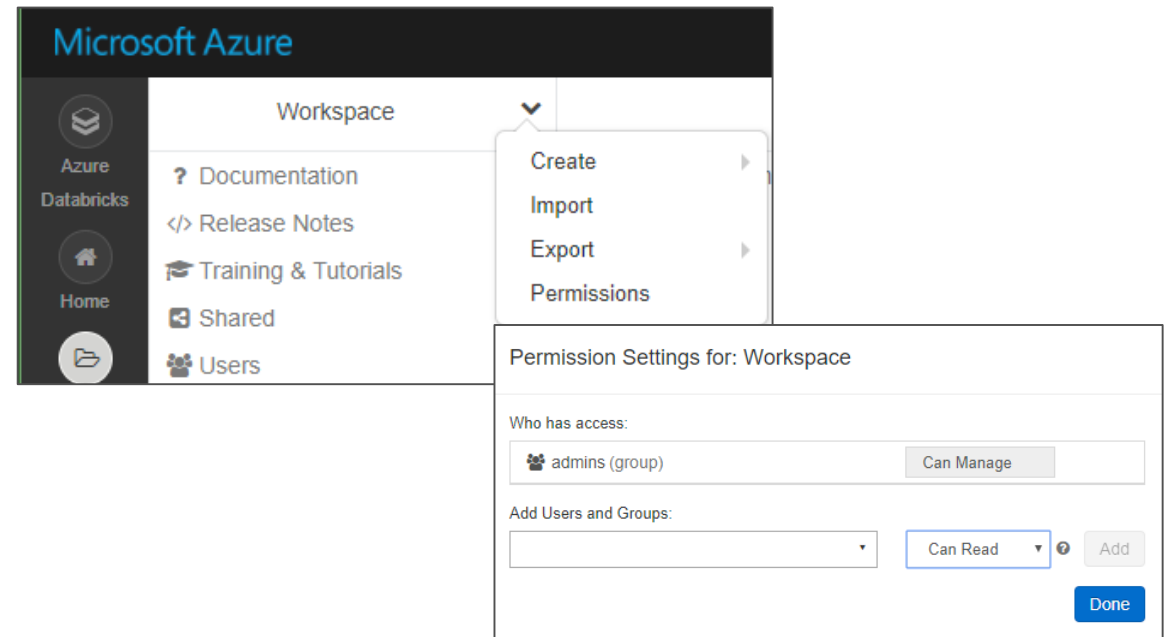 Microsoft Azure
Workspace
Azure
Databricks
Home
? Documentation
</> Release Notes
Training & Tutorials
Shared
Users
Create
Import
Export
Permissions
Permission Settings for: Workspace
Who has access:
admins (group) Can Manage
Add Users and Groups:
Can Read ? Add
Done